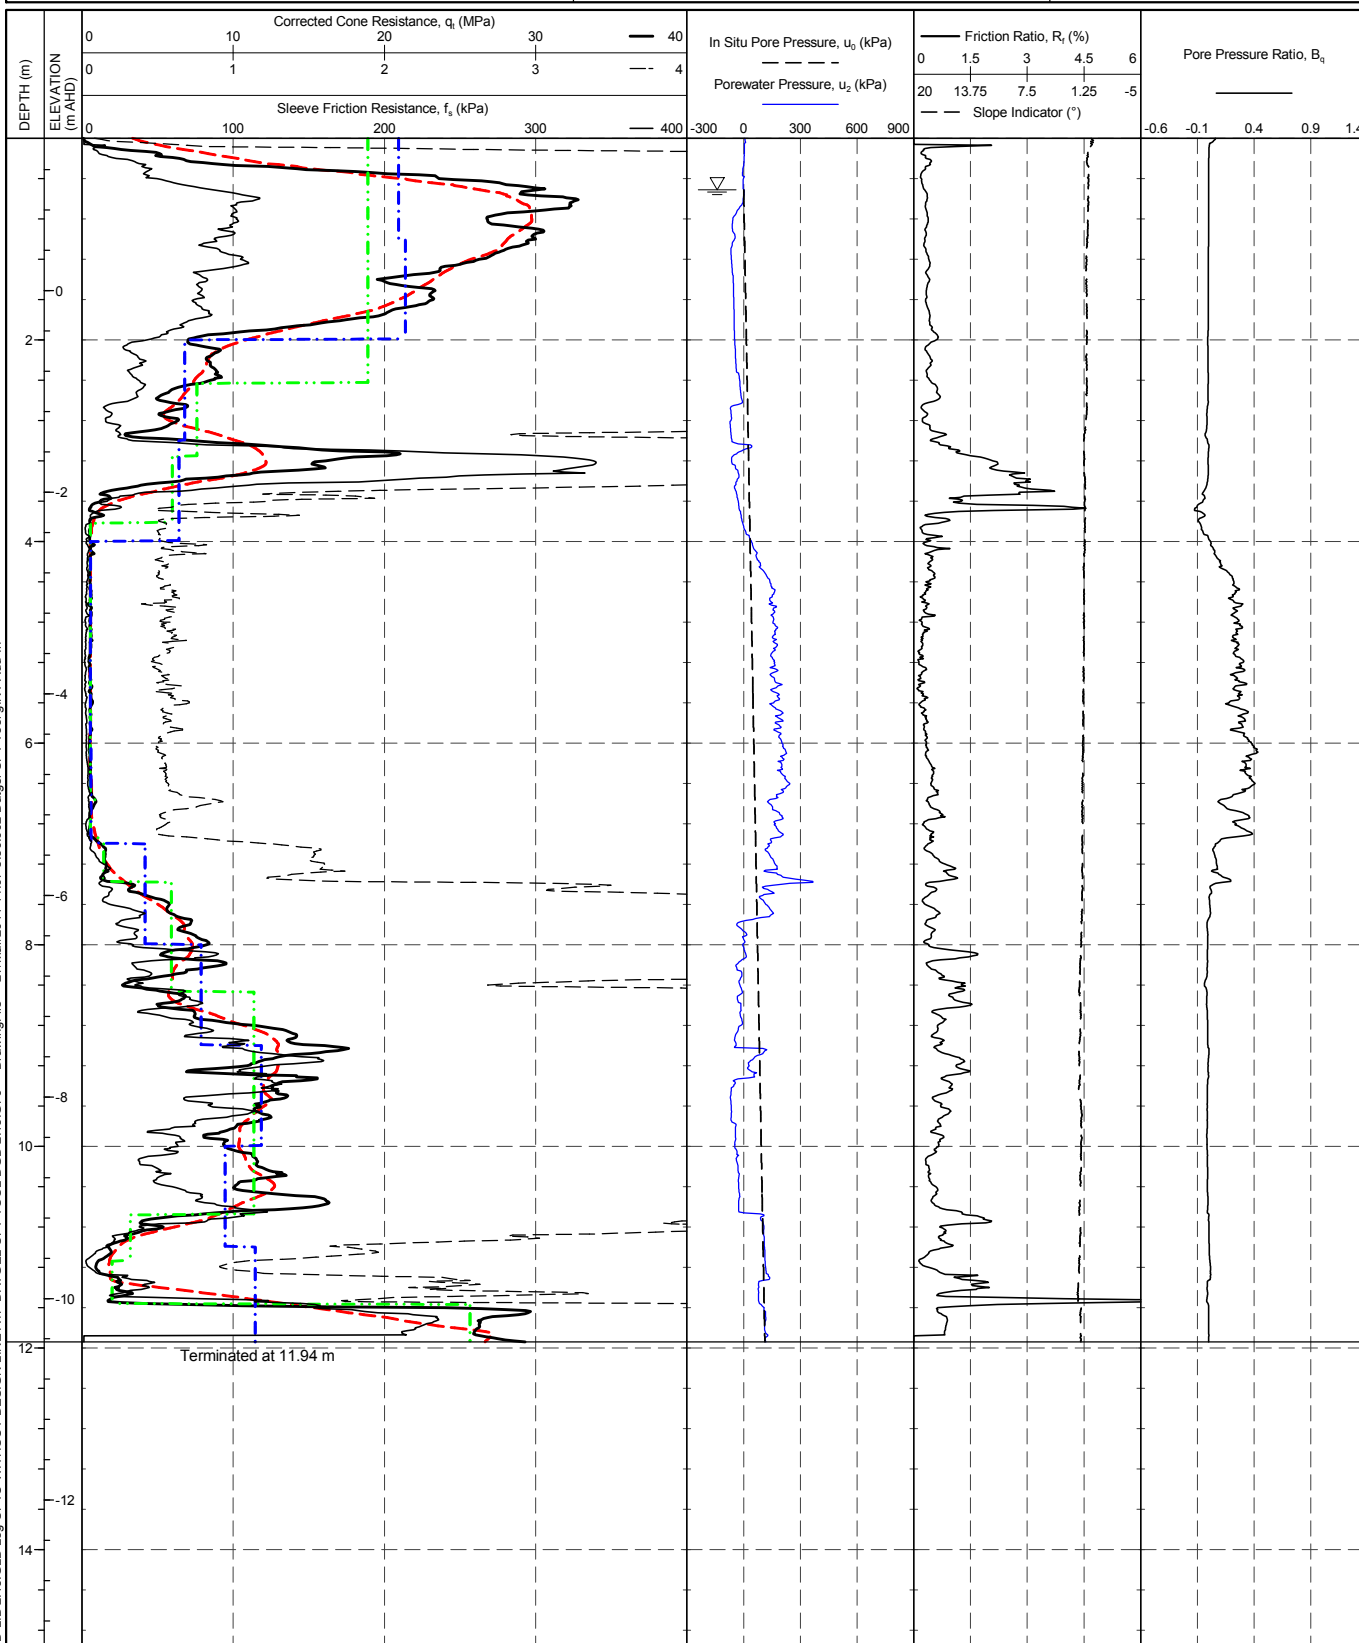 Corrected Cone Resistance, qt (MPa)
0 10 20 30 40
0 1 2 3 4
Sleeve Friction Resistance, fs (kPa)
0 100 200 300 400
DEPTH (m)
ELEVATION
(m AHD)
In Situ Pore Pressure, u0 (kPa)
Porewater Pressure, u2 (kPa)
-300 0 300 600 900
Friction Ratio, Rf (%)
0 1.5 3 4.5 6
20 13.75 7.5 1.25 -5
Slope Indicator (°)
Pore Pressure Ratio, Bq
-0.6 -0.1 0.4 0.9 1.4
0
2
-2
4
-4
6
-6
8
-8
10
-10
Terminated at 11.94 m
12
-12
14